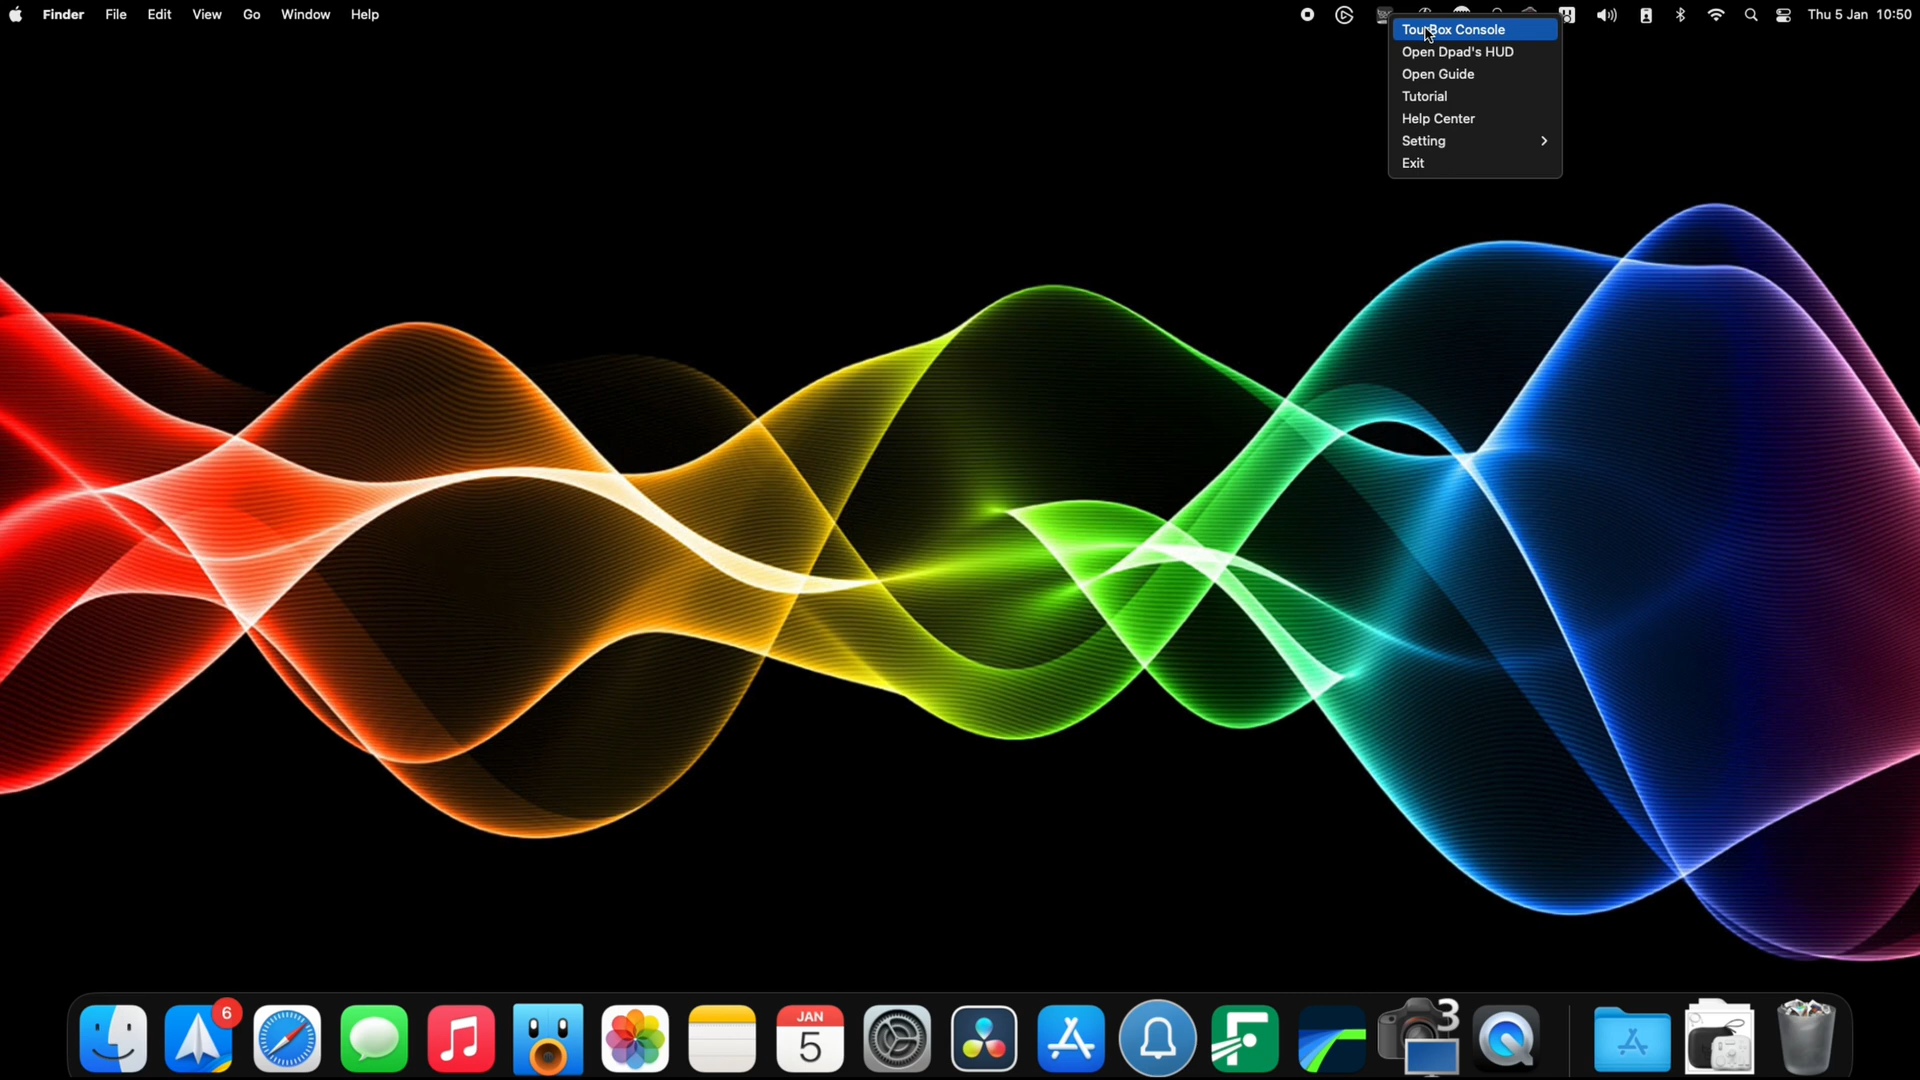 Finder File Edit View Go Window Help
Thu 5 Jan 10:50
TourBox Console
Open Dpad's HUD
Open Guide
Tutorial
Help Center
Setting
Exit
6
JAN
5
3